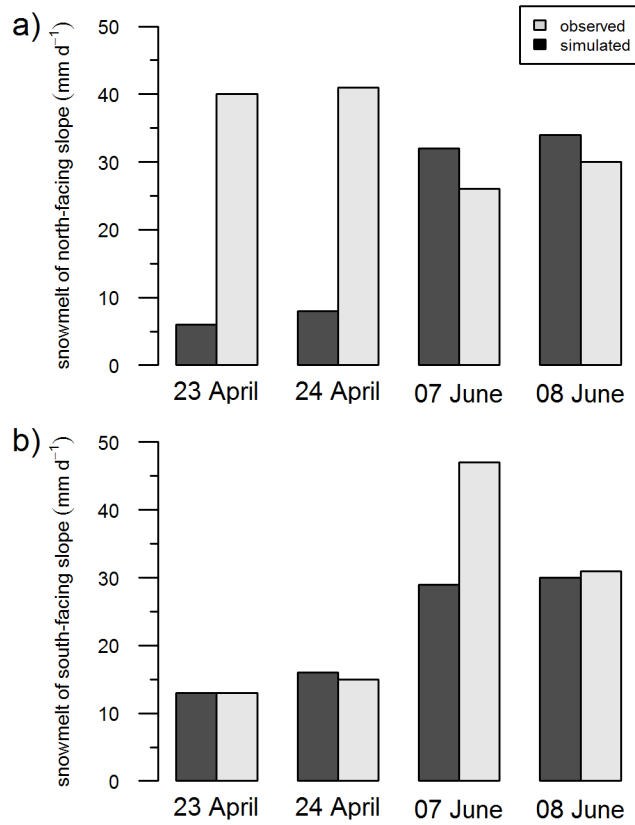 a)
snowmelt of north-facing slope (mm d⁻¹)
50
40
30
20
10
0
observed
simulated
23 April
24 April
07 June
08 June
b)
snowmelt of south-facing slope (mm d⁻¹)
50
40
30
20
10
0
23 April
24 April
07 June
08 June